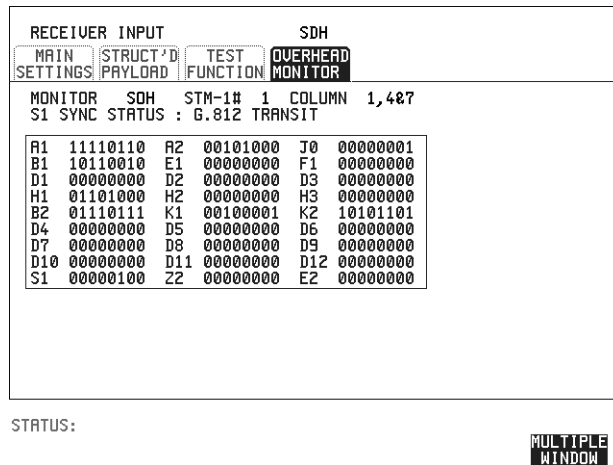 RECEIVER INPUT SDH
MAIN SETTINGS STRUCT'D PAYLOAD TEST FUNCTION OVERHEAD MONITOR
MONITOR SOH STM-1# 1 COLUMN 1,4&7
S1 SYNC STATUS : G.812 TRANSIT
A1 11110110 A2 00101000 J0 00000001
B1 10110010 E1 00000000 F1 00000000
D1 00000000 D2 00000000 D3 00000000
H1 01101000 H2 00000000 H3 00000000
B2 01110111 K1 00100001 K2 10101101
D4 00000000 D5 00000000 D6 00000000
D7 00000000 D8 00000000 D9 00000000
D10 00000000 D11 00000000 D12 00000000
S1 00000100 Z2 00000000 E2 00000000
STATUS:
MULTIPLE
WINDOW